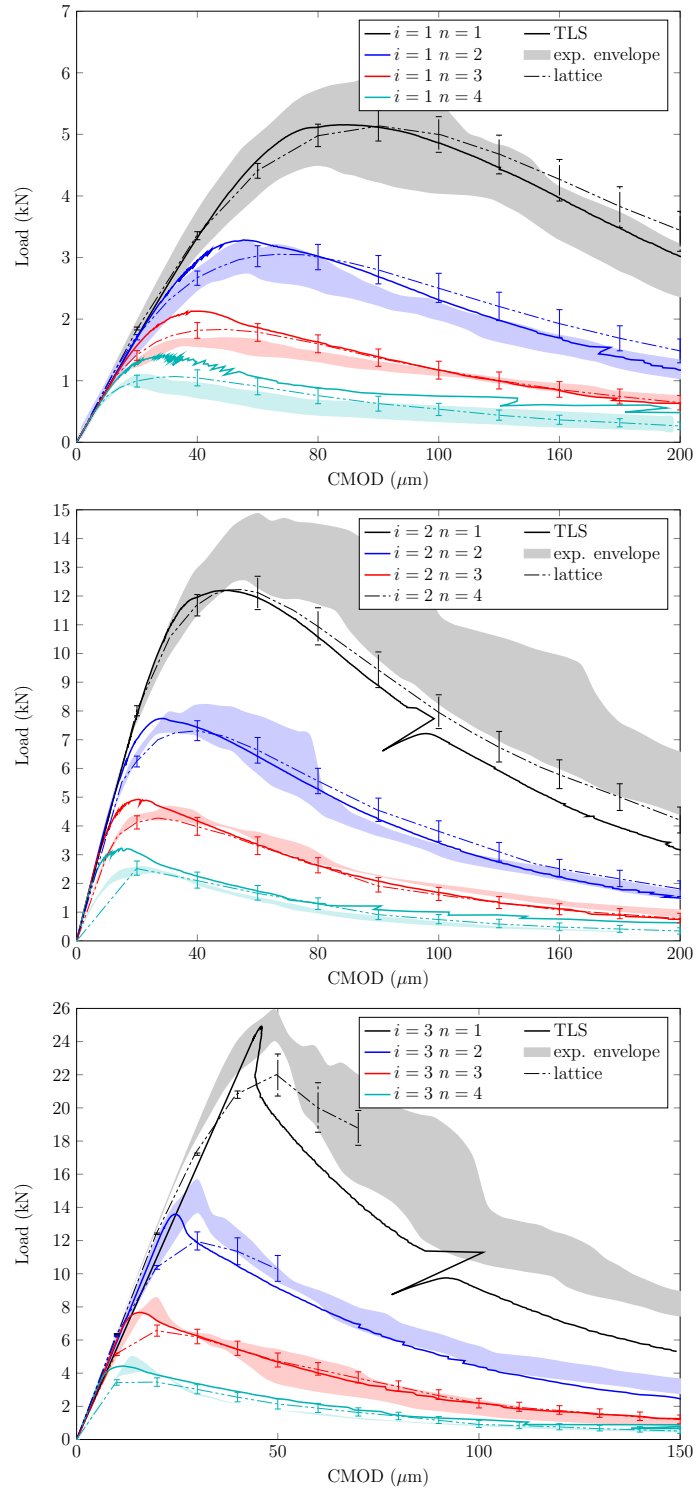 7
6
5
4
3
2
1
0
Load (kN)
i = 1 n = 1
TLS
i = 1 n = 2
exp. envelope
i = 1 n = 3
lattice
i = 1 n = 4
0 40 80 100 160 200
CMOD (μm)
15
14
13
12
11
10
9
8
7
6
5
4
3
2
1
0
Load (kN)
i = 2 n = 1
TLS
i = 2 n = 2
exp. envelope
i = 2 n = 3
lattice
i = 2 n = 4
0 40 80 100 160 200
CMOD (μm)
26
24
22
20
18
16
14
12
10
8
6
4
2
0
Load (kN)
i = 3 n = 1
TLS
i = 3 n = 2
exp. envelope
i = 3 n = 3
lattice
i = 3 n = 4
50 100 150
CMOD (μm)